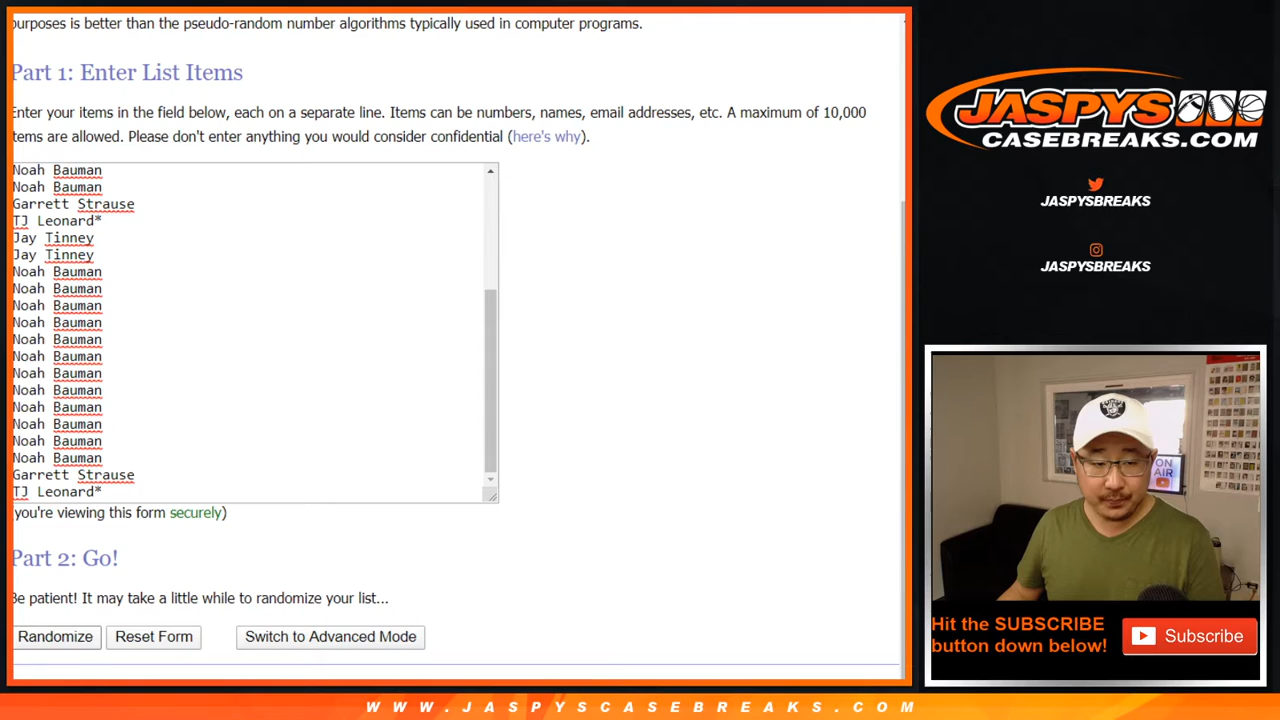 purposes is better than the pseudo-random number algorithms typically used in computer programs.
Part 1: Enter List Items
Enter your items in the field below, each on a separate line. Items can be numbers, names, email addresses, etc. A maximum of 10,000
items are allowed. Please don't enter anything you would consider confidential (here's why).
Noah Bauman
Noah Bauman
Garrett Strause
TJ Leonard*
Jay Tinney
Jay Tinney
Noah Bauman
Noah Bauman
Noah Bauman
Noah Bauman
Noah Bauman
Noah Bauman
Noah Bauman
Noah Bauman
Noah Bauman
Noah Bauman
Noah Bauman
Noah Bauman
Garrett Strause
TJ Leonard*
(you're viewing this form securely)
Part 2: Go!
Be patient! It may take a little while to randomize your list...
Randomize
Reset Form
Switch to Advanced Mode
JASPYS
CASEBREAKS.COM
JASPYSBREAKS
JASPYSBREAKS
ON
AIR
Hit the SUBSCRIBE
button down below!
Subscribe
WWW.JASPYSCASEBREAKS.COM